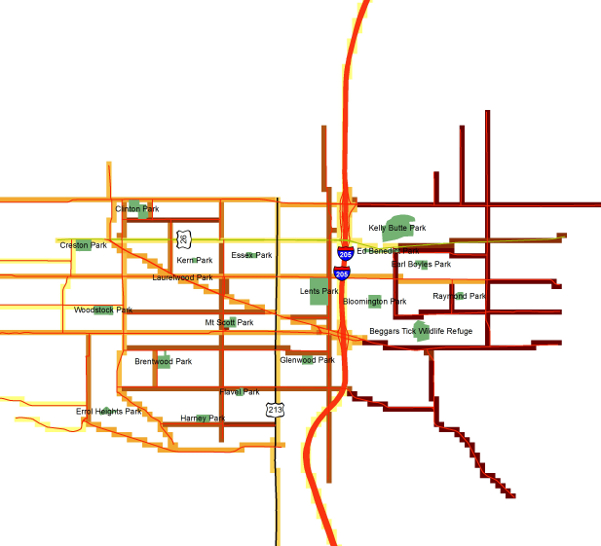 Clinton Park
Kelly Butte Park
26
Creston Park
Ed Benedict Park
205
Essex Park
Kern Park
Earl Boyles Park
205
Laurelwood Park
Lents Park
Raymond Park
Bloomington Park
Woodstock Park
Mt Scott Park
Beggars Tick Wildlife Refuge
Brentwood Park
Glenwood Park
Flavel Park
213
Errol Heights Park
Harney Park